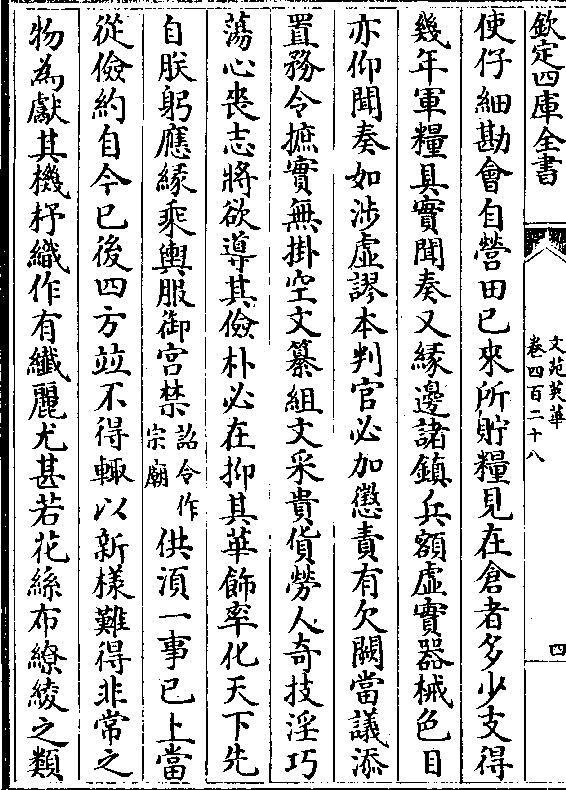 欽定四庫全書
文苑英華
卷四百二十八
四
使仔細勘會自營田已來所貯糧見在倉者多少支得
幾年軍糧具實聞奏又緣邊諸鎮兵額虛實器械色目
亦仰聞奏如涉虛謬本判官必加懲責有欠闕當議添
置務令摭實無掛空文纂組文采貴貨勞人奇技淫巧
蕩心喪志將欲導其儉朴必在抑其華飾率化天下先
自朕躬應緣乘輿服御宮禁詔令作宗廟供須一事已上當
從儉約自今已後四方竝不得輙以新樣難得非常之
物為獻其機杼織作有纖麗尤甚若花絲布繚綾之類